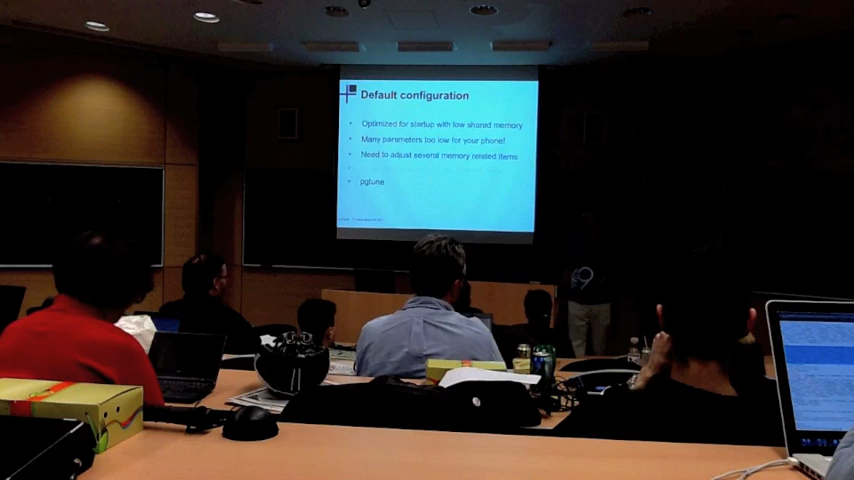 Default configuration
• Optimized for startup with low shared memory
• Many parameters too low for your phone!
• Need to adjust several memory related items
• pgtune
9